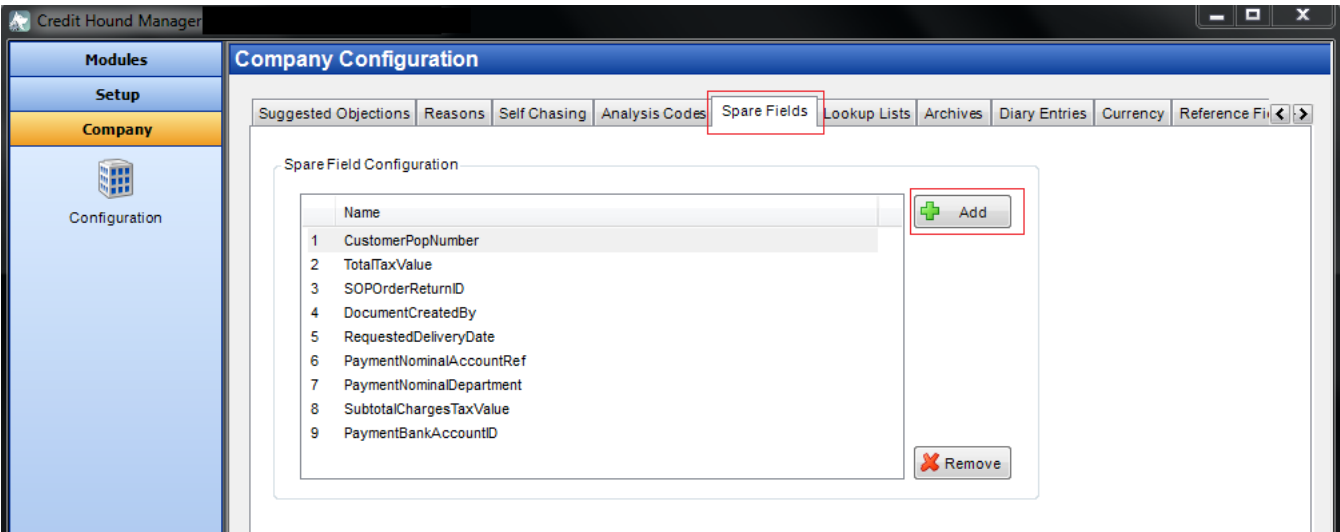 Credit Hound Manager
Modules
Setup
Company
Configuration
Company Configuration
Suggested Objections Reasons Self Chasing Analysis Codes Spare Fields Lookup Lists Archives Diary Entries Currency Reference Fi
Spare Field Configuration
Name
1 CustomerPopNumber
2 TotalTaxValue
3 SOPOrderReturnID
4 DocumentCreatedBy
5 RequestedDeliveryDate
6 PaymentNominalAccountRef
7 PaymentNominalDepartment
8 SubtotalChargesTaxValue
9 PaymentBankAccountID
Add
Remove